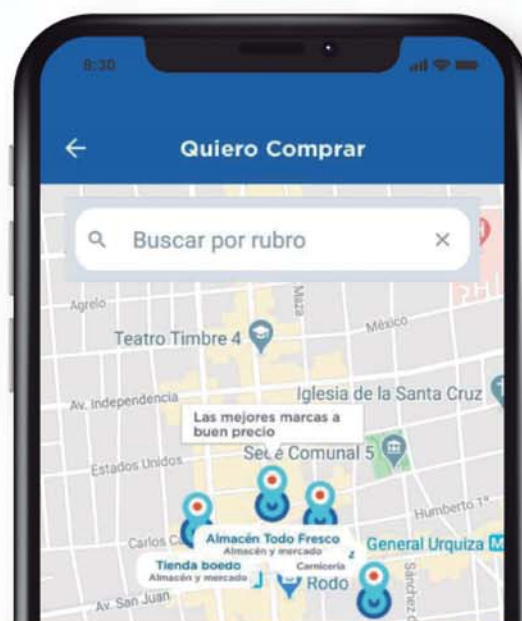 8:30
Quiero Comprar
Buscar por rubro
Agrelo
Maza
México
Teatro Timbre 4
Av. Independencia
Iglesia de la Santa Cruz
Las mejores marcas a
buen precio
Estados Unidos
Comunal 5
Humberto 1°
Carlos
Almacén Todo Fresco
Almacén y mercado
General Urquiza
Tienda boedo
Almacén y mercado
Carnicería
Rodo
Av. San Juan